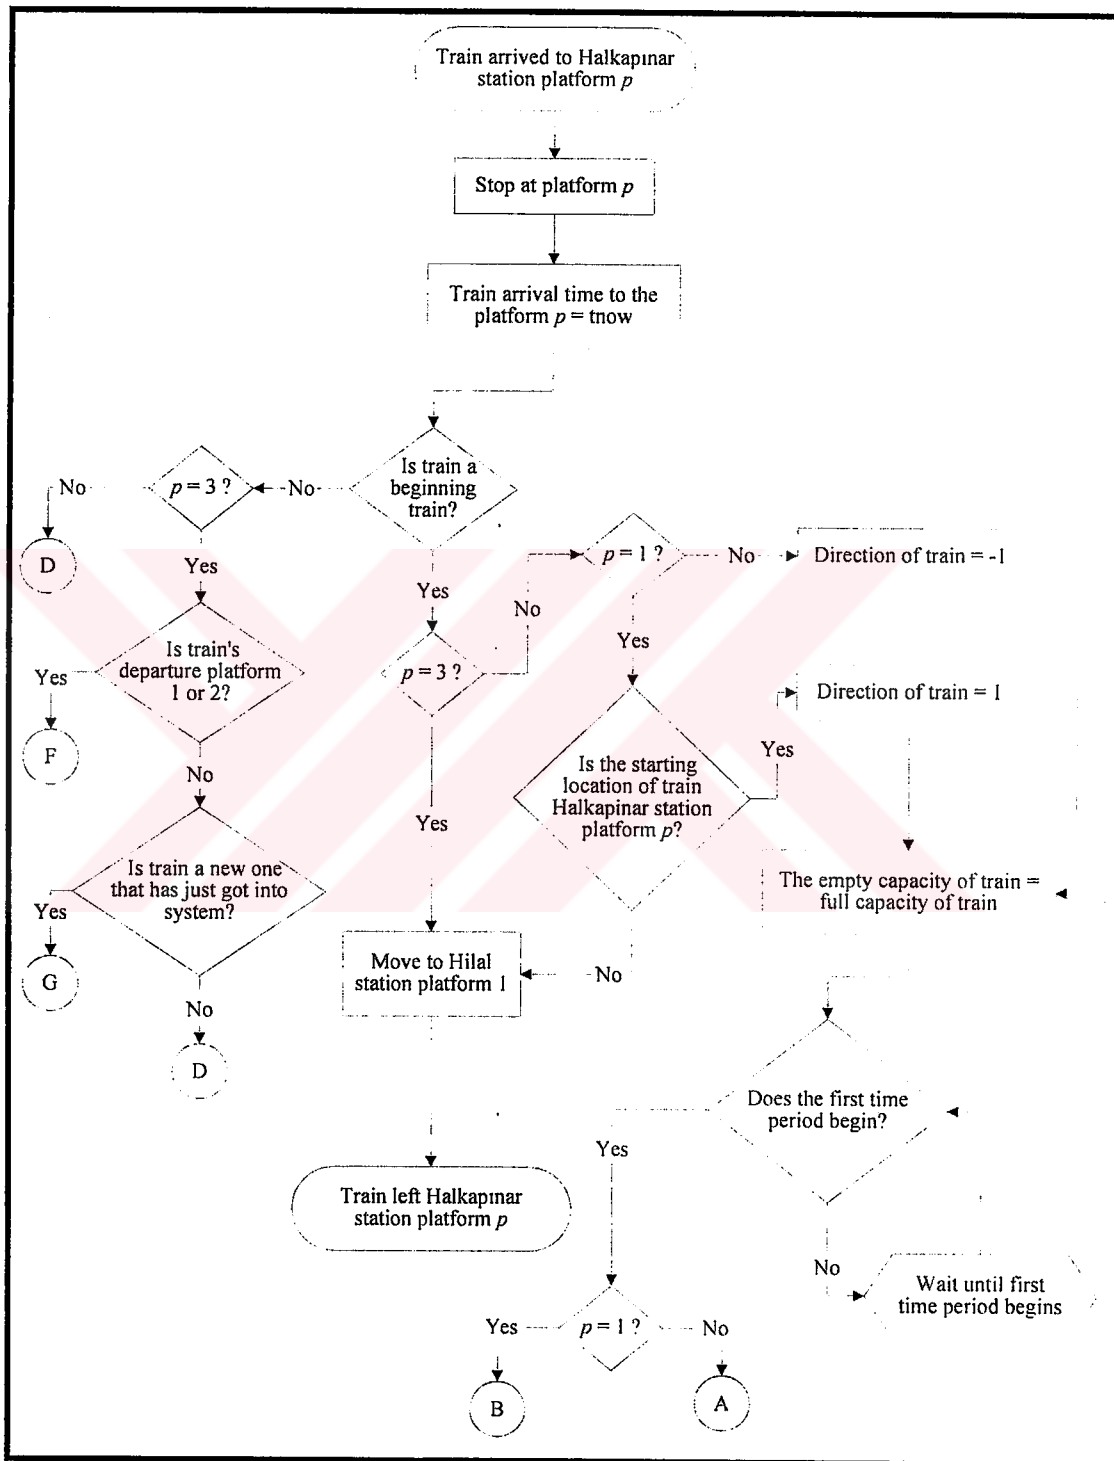 Train arrived to Halkapınar
station platform p
Stop at platform p
Train arrival time to the
platform p = tnow
Is train a
beginning
train?
No
p = 3 ?
No
D
Yes
Is train's
departure platform
1 or 2?
Yes
F
No
Is train a new one
that has just got into
system?
Yes
G
No
D
Yes
p = 3 ?
No
p = 1 ?
No
Direction of train = -1
Yes
Is the starting
location of train
Halkapınar station
platform p?
Yes
Direction of train = 1
The empty capacity of train =
full capacity of train
Yes
No
Move to Hilal
station platform 1
Train left Halkapınar
station platform p
Does the first time
period begin?
Yes
No
Wait until first
time period begins
p = 1 ?
Yes
No
B
A